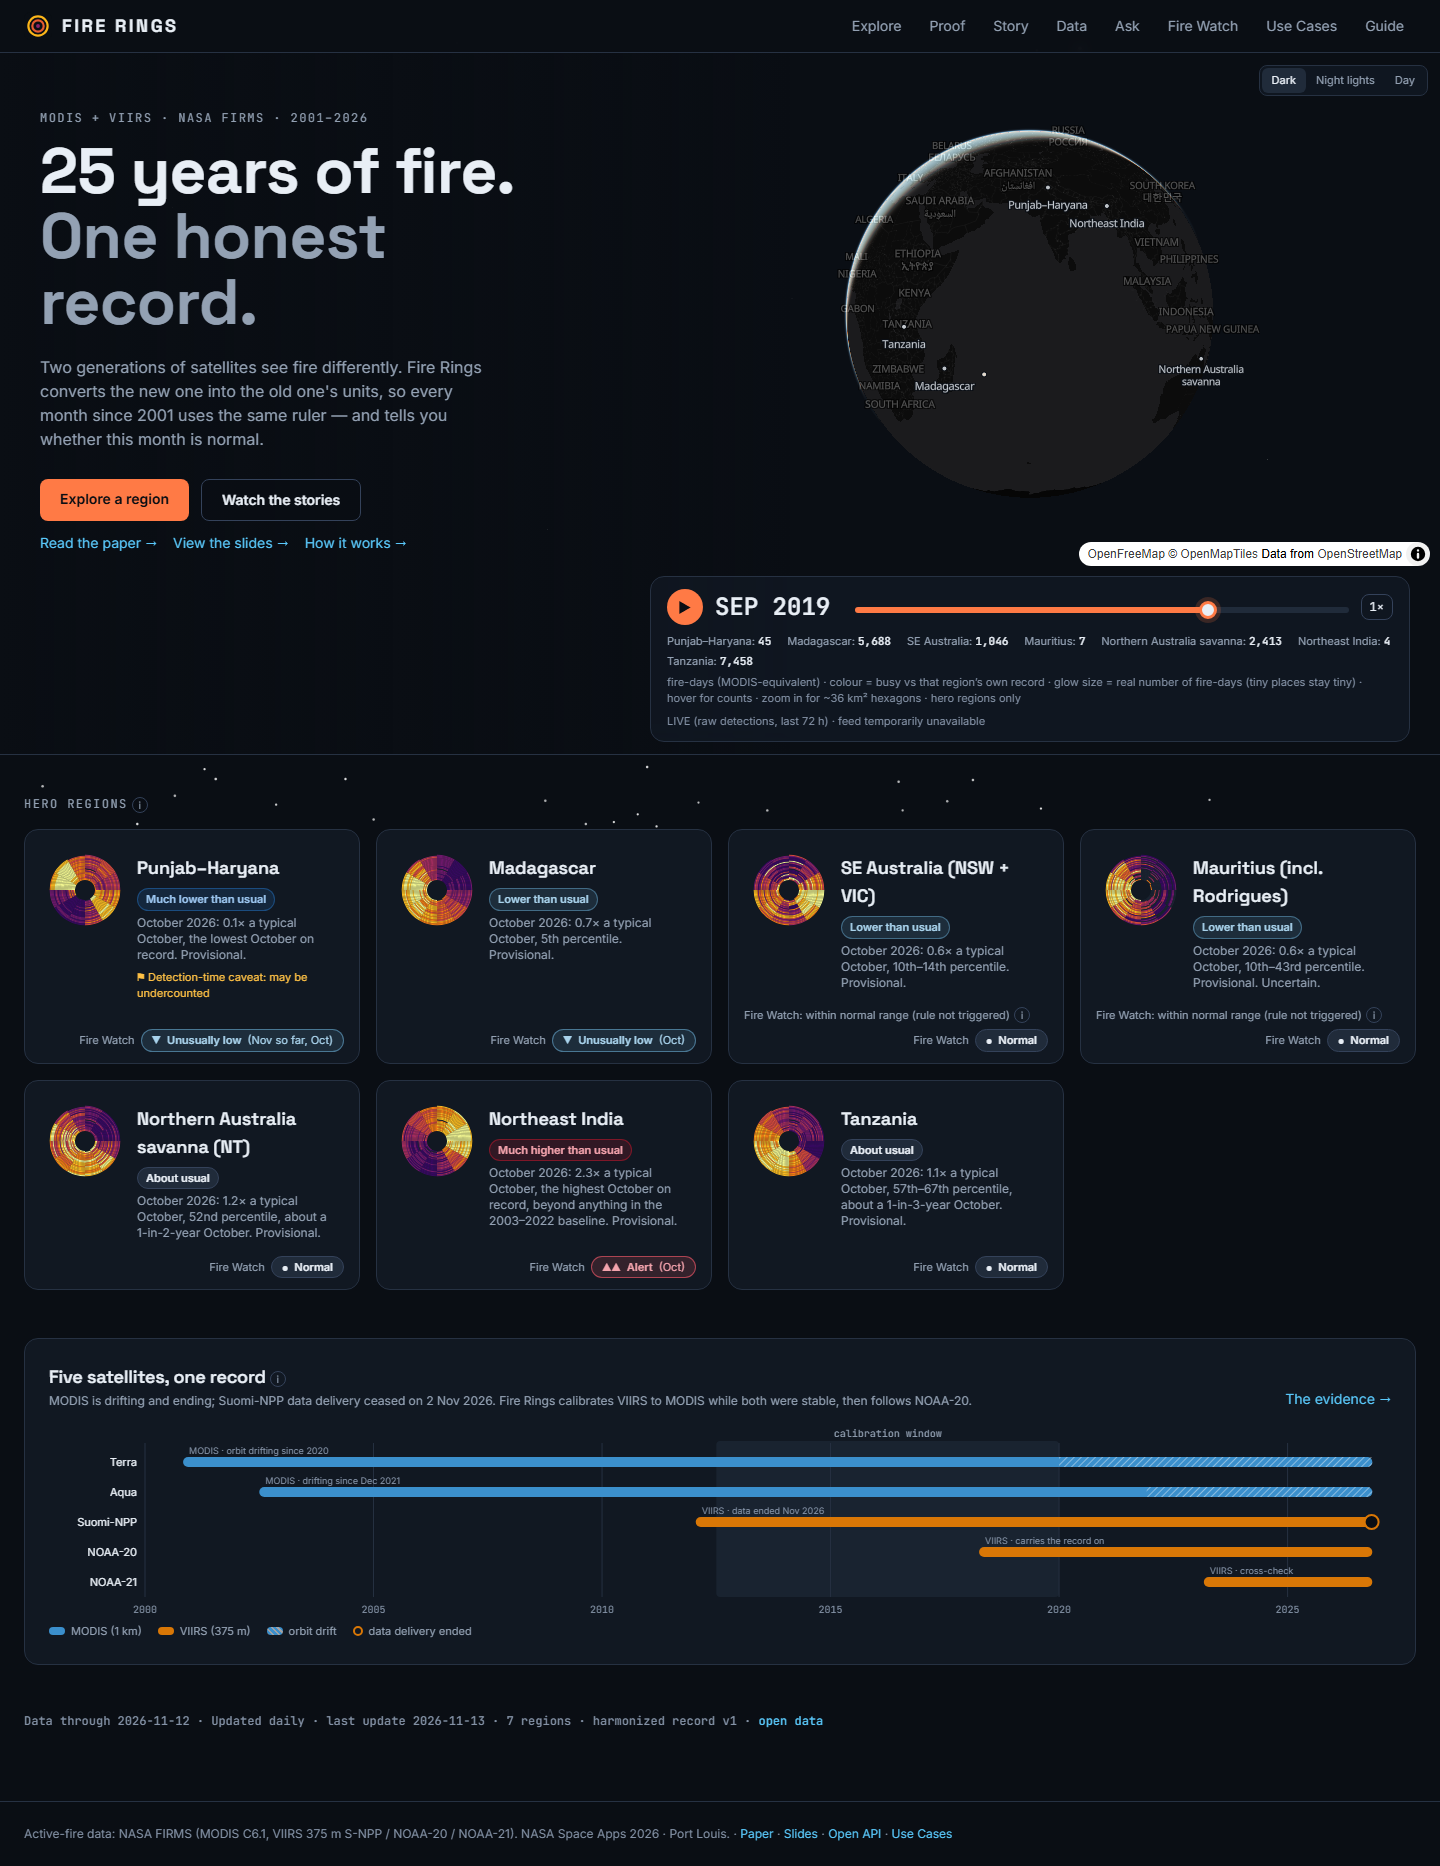 FIRE RINGS
Explore Proof Story Data Ask Fire Watch Use Cases Guide
Dark Night lights Day
MODIS + VIIRS · NASA FIRMS · 2001–2026
25 years of fire.
One honest
record.
Two generations of satellites see fire differently. Fire Rings
converts the new one into the old one's units, so every
month since 2001 uses the same ruler — and tells you
whether this month is normal.
Explore a region
Watch the stories
Read the paper → View the slides → How it works →
RUSSIA
РОССИЯ
BELARUS
БЕЛАРУСЬ
ITALY
AFGHANISTAN
افغانستان
SOUTH KOREA
대한민국
SAUDI ARABIA
السعودية
Punjab–Haryana
ALGERIA
Northeast India
VIETNAM
MALI
ETHIOPIA
ኢትዮጵያ
PHILIPPINES
NIGERIA
MALAYSIA
KENYA
GABON
INDONESIA
TANZANIA
PAPUA NEW GUINEA
Tanzania
ZIMBABWE
Northern Australia
savanna
NAMIBIA
Madagascar
SOUTH AFRICA
OpenFreeMap © OpenMapTiles Data from OpenStreetMap
SEP 2019
1×
Punjab–Haryana: 45 Madagascar: 5,688 SE Australia: 1,046 Mauritius: 7 Northern Australia savanna: 2,413 Northeast India: 4
Tanzania: 7,458
fire-days (MODIS-equivalent) · colour = busy vs that region's own record · glow size = real number of fire-days (tiny places stay tiny) ·
hover for counts · zoom in for ~36 km² hexagons · hero regions only
LIVE (raw detections, last 72 h) · feed temporarily unavailable
HERO REGIONS i
Punjab–Haryana
Much lower than usual
October 2026: 0.1× a typical
October, the lowest October on
record. Provisional.
⚑ Detection-time caveat: may be
undercounted
Fire Watch ▼ Unusually low (Nov so far, Oct)
Madagascar
Lower than usual
October 2026: 0.7× a typical
October, 5th percentile.
Provisional.
Fire Watch ▼ Unusually low (Oct)
SE Australia (NSW +
VIC)
Lower than usual
October 2026: 0.6× a typical
October, 10th–14th percentile.
Provisional.
Fire Watch: within normal range (rule not triggered) i
Fire Watch ● Normal
Mauritius (incl.
Rodrigues)
Lower than usual
October 2026: 0.6× a typical
October, 10th–43rd percentile.
Provisional. Uncertain.
Fire Watch: within normal range (rule not triggered) i
Fire Watch ● Normal
Northern Australia
savanna (NT)
About usual
October 2026: 1.2× a typical
October, 52nd percentile, about a
1-in-2-year October. Provisional.
Fire Watch ● Normal
Northeast India
Much higher than usual
October 2026: 2.3× a typical
October, the highest October on
record, beyond anything in the
2003–2022 baseline. Provisional.
Fire Watch ▲▲ Alert (Oct)
Tanzania
About usual
October 2026: 1.1× a typical
October, 57th–67th percentile,
about a 1-in-3-year October.
Provisional.
Fire Watch ● Normal
Five satellites, one record i
MODIS is drifting and ending; Suomi-NPP data delivery ceased on 2 Nov 2026. Fire Rings calibrates VIIRS to MODIS while both were stable, then follows NOAA-20.
The evidence →
calibration window
MODIS · orbit drifting since 2020
Terra
MODIS · drifting since Dec 2021
Aqua
VIIRS · data ended Nov 2026
Suomi-NPP
VIIRS · carries the record on
NOAA-20
VIIRS · cross-check
NOAA-21
2000 2005 2010 2015 2020 2025
MODIS (1 km) VIIRS (375 m) orbit drift data delivery ended
Data through 2026-11-12 · Updated daily · last update 2026-11-13 · 7 regions · harmonized record v1 · open data
Active-fire data: NASA FIRMS (MODIS C6.1, VIIRS 375 m S-NPP / NOAA-20 / NOAA-21). NASA Space Apps 2026 · Port Louis. · Paper · Slides · Open API · Use Cases